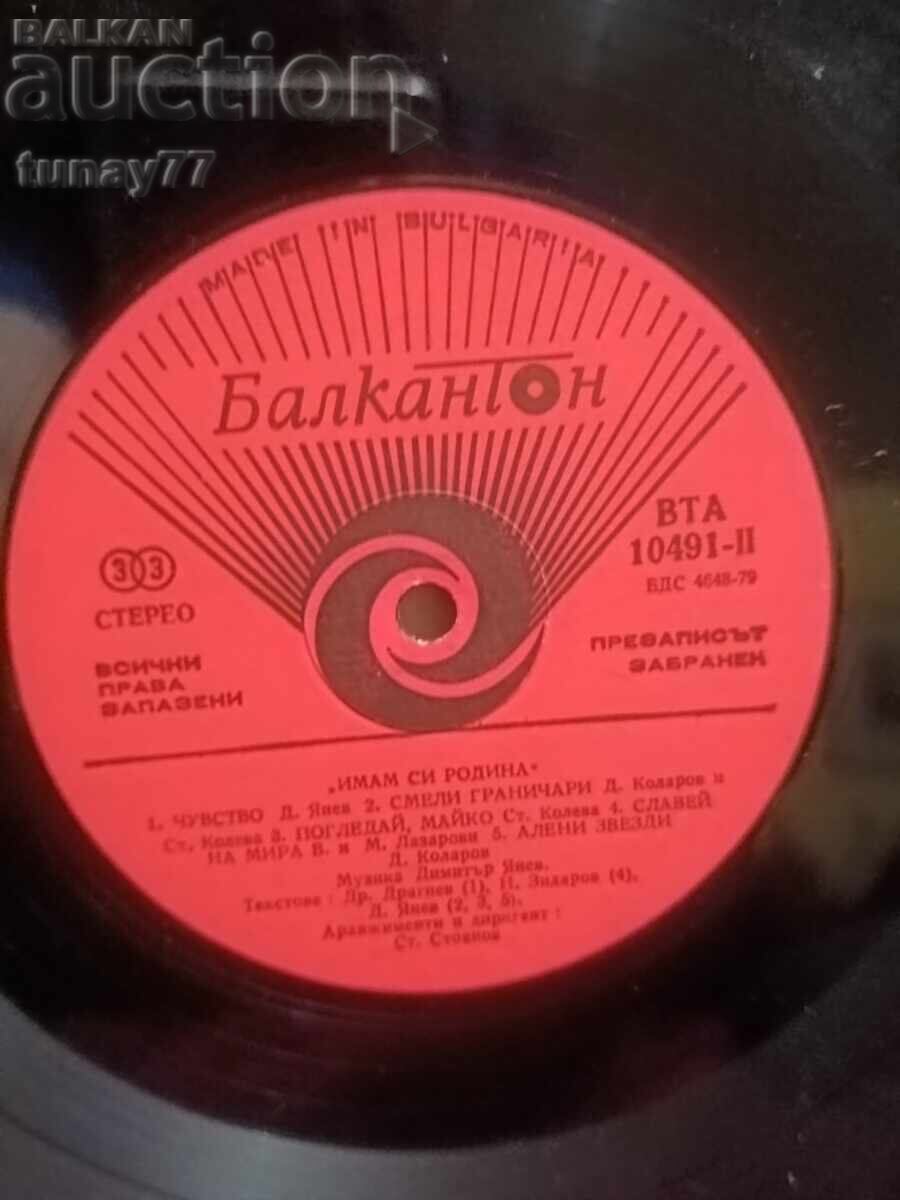 BALKAN
auction
tunay77
MADE IN BULGARIA
Балкантон
33
СТЕРЕО
ВСИЧКИ
ПРАВА
ЗАПАЗЕНИ
ВТА
10491-II
БДС 4648-79
ПРЕЗАПИСЪТ
ЗАБРАНЕН
„ИМАМ СИ РОДИНА“
1. ЧУВСТВО Д. Янев 2. СМЕЛИ ГРАНИЧАРИ Д. Коларов и
Ст. Колева 3. ПОГЛЕДАЙ, МАЙКО Ст. Колева 4. СЛАВЕЙ
НА МИРА В. и М. Лазарови 5. АЛЕНИ ЗВЕЗДИ
Д. Коларов
Музика Димитър Янев
Текстове : Др. Драгнев (1), Н. Зидаров (4),
Д. Янев (2, 3, 5),
Аранжименти и диригент :
Ст. Стоянов